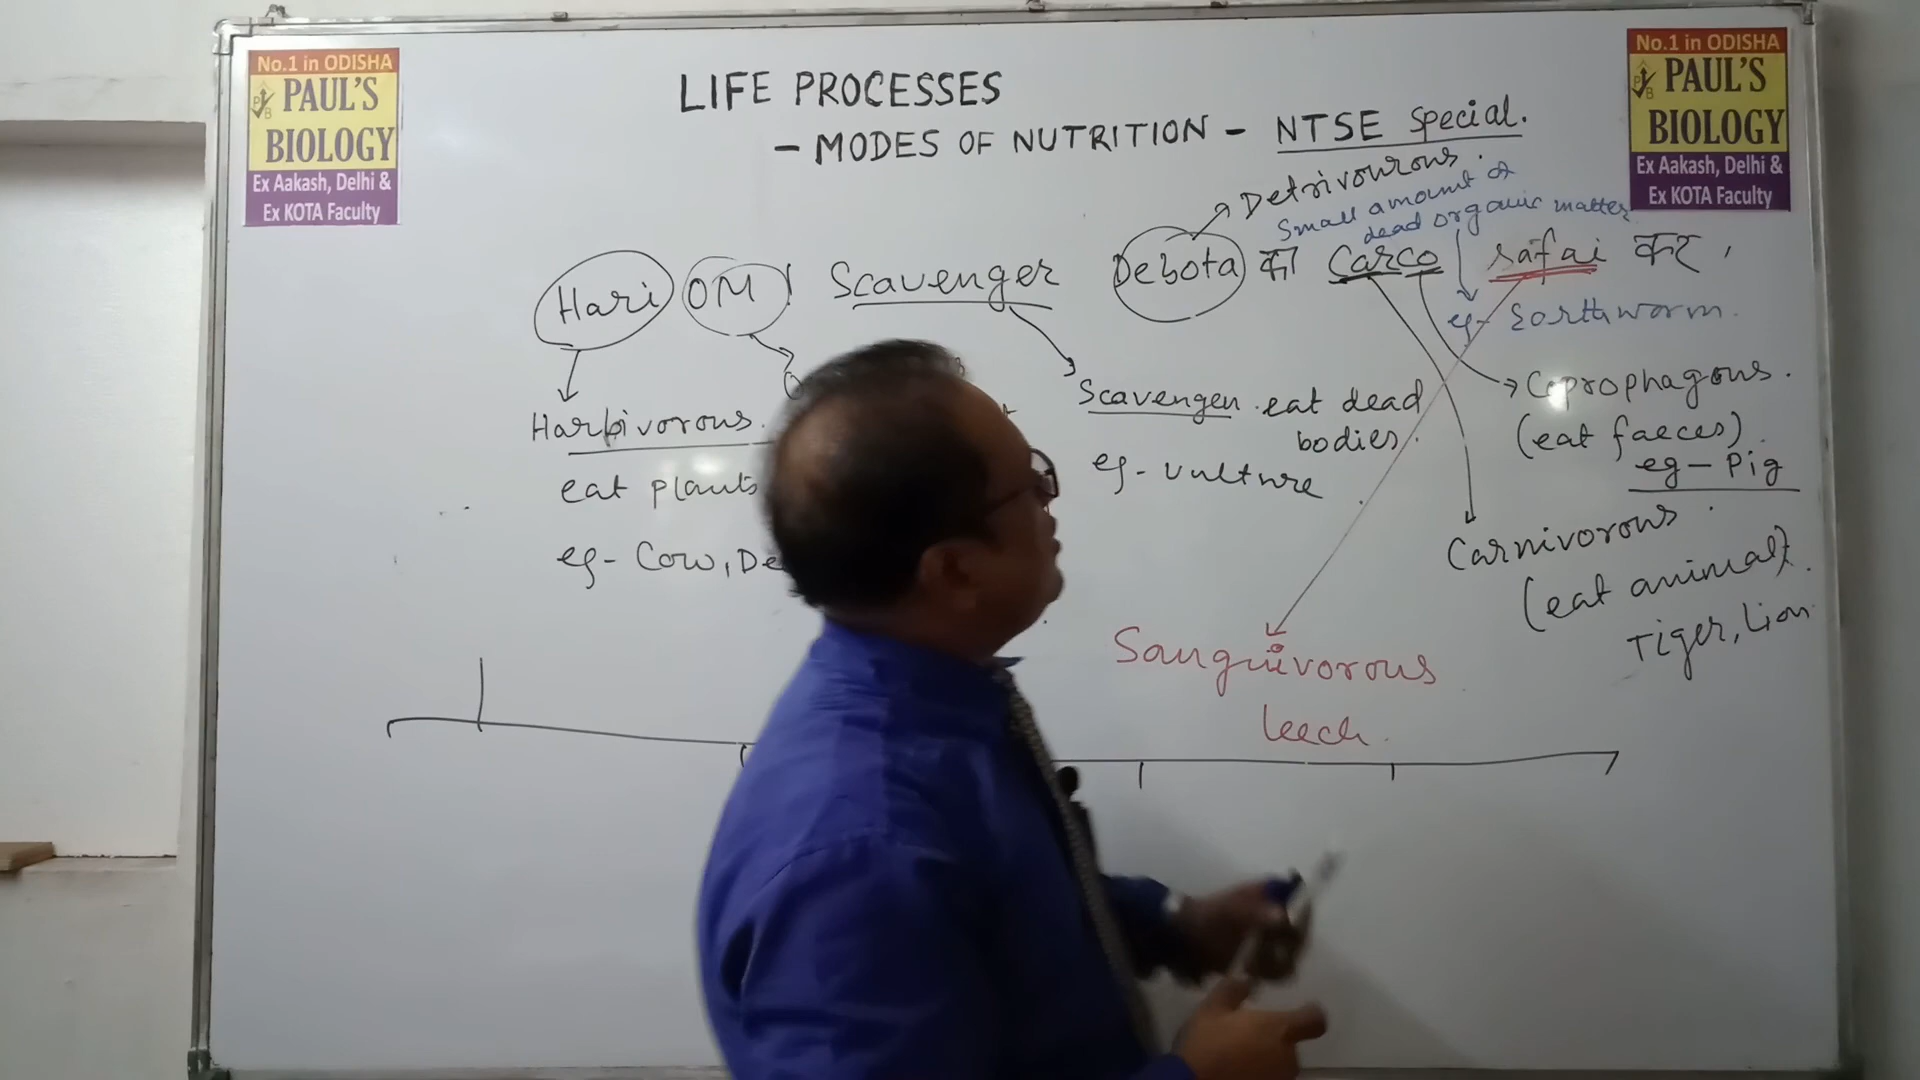 No.1 in ODISHA
PAUL'S
BIOLOGY
Ex Aakash, Delhi &
Ex KOTA Faculty
LIFE PROCESSES
- MODES OF NUTRITION - NTSE Special.
No.1 in ODISHA
PAUL'S
BIOLOGY
Ex Aakash, Delhi &
Ex KOTA Faculty
Detrivourous.
Small amount of
dead organic matter
Hari OM! Scavenger Debota का Carco safai कर,
eg- Earthworm.
Harbivorous.
eat plants
eg- Cow, De
Scavenger eat dead
bodies.
eg- vulture
Coprophagous.
(eat faeces).
eg - Pig
Carnivorous.
(eat animal).
Tiger, Lion
Sanguivorous
leech.